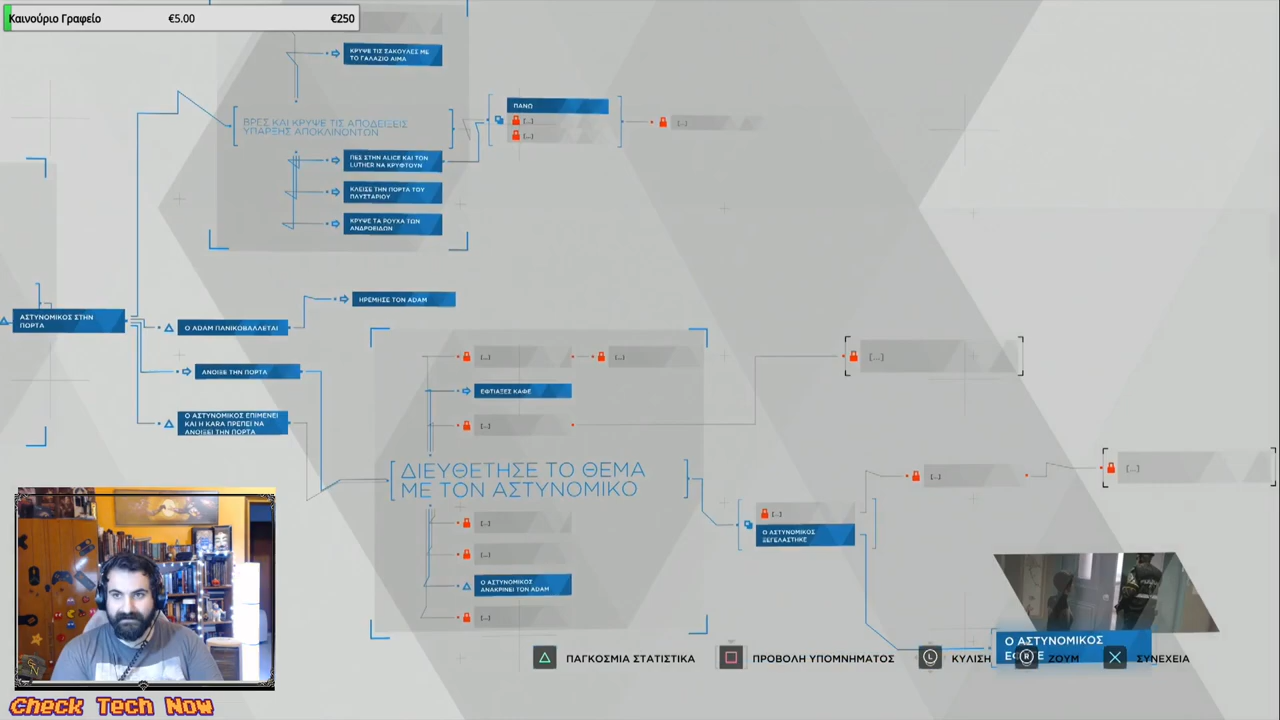 Καινούριο Γραφείο €5.00 €250
ΚΡΥΨΕ ΤΙΣ ΣΑΚΟΥΛΕΣ ΜΕ
ΤΟ ΓΑΛΑΖΙΟ ΑΙΜΑ
ΒΡΕΣ ΚΑΙ ΚΡΥΨΕ ΤΙΣ ΑΠΟΔΕΙΞΕΙΣ
ΥΠΑΡΞΗΣ ΑΠΟΚΛΙΝΟΝΤΩΝ
ΠΑΝΩ
[...]
[...]
[...]
ΠΕΣ ΣΤΗΝ ALICE ΚΑΙ ΤΟΝ
LUTHER ΝΑ ΚΡΥΦΤΟΥΝ
ΚΛΕΙΣΕ ΤΗΝ ΠΟΡΤΑ ΤΟΥ
ΠΛΥΣΤΑΡΙΟΥ
ΚΡΥΨΕ ΤΑ ΡΟΥΧΑ ΤΩΝ
ΑΝΔΡΟΕΙΔΩΝ
ΑΣΤΥΝΟΜΙΚΟΣ ΣΤΗΝ
ΠΟΡΤΑ
ΗΡΕΜΗΣΕ ΤΟΝ ADAM
Ο ADAM ΠΑΝΙΚΟΒΑΛΛΕΤΑΙ
ΑΝΟΙΞΕ ΤΗΝ ΠΟΡΤΑ
Ο ΑΣΤΥΝΟΜΙΚΟΣ ΕΠΙΜΕΝΕΙ
ΚΑΙ Η KARA ΠΡΕΠΕΙ ΝΑ
ΑΝΟΙΞΕΙ ΤΗΝ ΠΟΡΤΑ
[...]
[...]
[...]
ΕΦΤΙΑΞΕΣ ΚΑΦΕ
[...]
ΔΙΕΥΘΕΤΗΣΕ ΤΟ ΘΕΜΑ
ΜΕ ΤΟΝ ΑΣΤΥΝΟΜΙΚΟ
[...]
[...]
[...]
[...]
Ο ΑΣΤΥΝΟΜΙΚΟΣ
ΞΕΓΕΛΑΣΤΗΚΕ
[...]
Ο ΑΣΤΥΝΟΜΙΚΟΣ
ΑΝΑΚΡΙΝΕΙ ΤΟΝ ADAM
[...]
Ο ΑΣΤΥΝΟΜΙΚΟΣ
ΠΑΓΚΟΣΜΙΑ ΣΤΑΤΙΣΤΙΚΑ
ΠΡΟΒΟΛΗ ΥΠΟΜΝΗΜΑΤΟΣ
L ΚΥΛΙΣΗ
R ΖΟΥΜ
ΣΥΝΕΧΕΙΑ
Check Tech Now